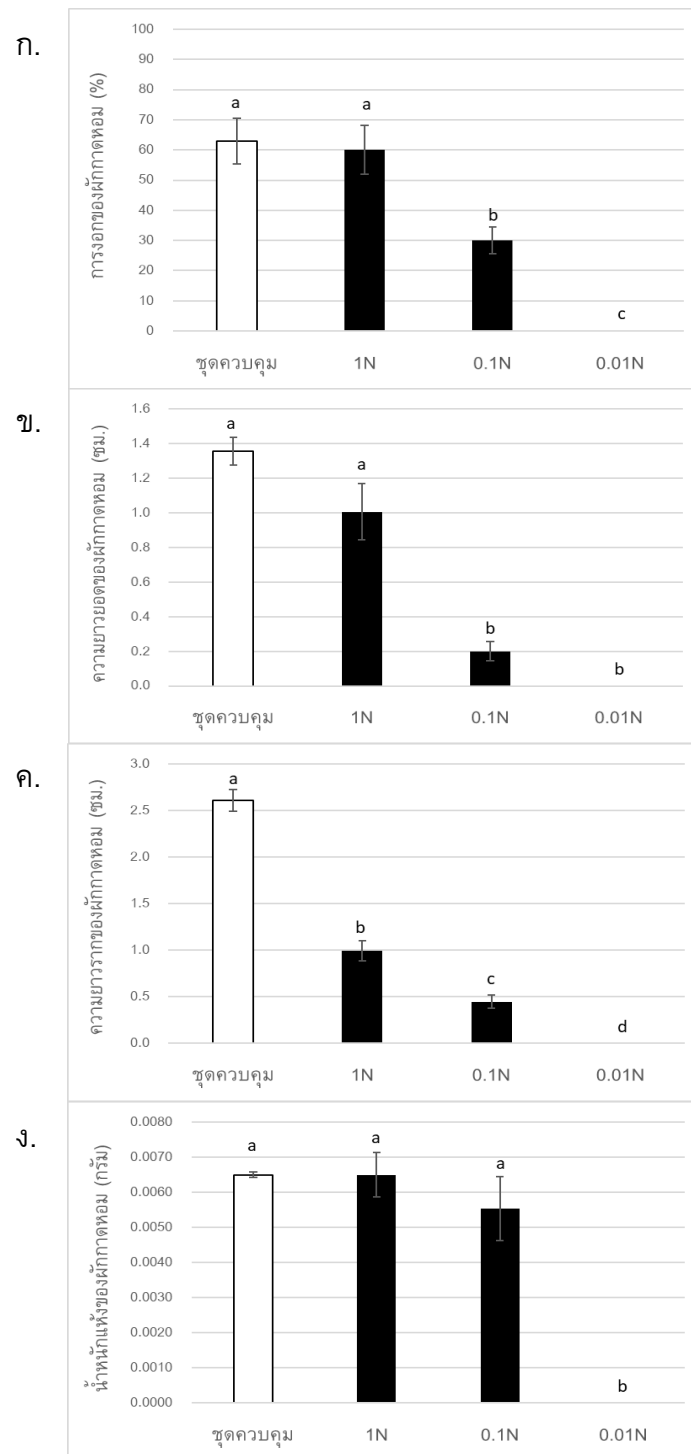 ก.
การงอกของผักกาดหอม (%)
100
90
80
70
60
50
40
30
20
10
0
a
a
b
c
ชุดควบคุม 1N 0.1N 0.01N
ข.
ความยาวยอดของผักกาดหอม (ซม.)
1.6
1.4
1.2
1.0
0.8
0.6
0.4
0.2
0.0
a
a
b
b
ชุดควบคุม 1N 0.1N 0.01N
ค.
ความยาวรากของผักกาดหอม (ซม.)
3.0
2.5
2.0
1.5
1.0
0.5
0.0
a
b
c
d
ชุดควบคุม 1N 0.1N 0.01N
ง.
น้ำหนักแห้งของผักกาดหอม (กรัม)
0.0080
0.0070
0.0060
0.0050
0.0040
0.0030
0.0020
0.0010
0.0000
a
a
a
b
ชุดควบคุม 1N 0.1N 0.01N